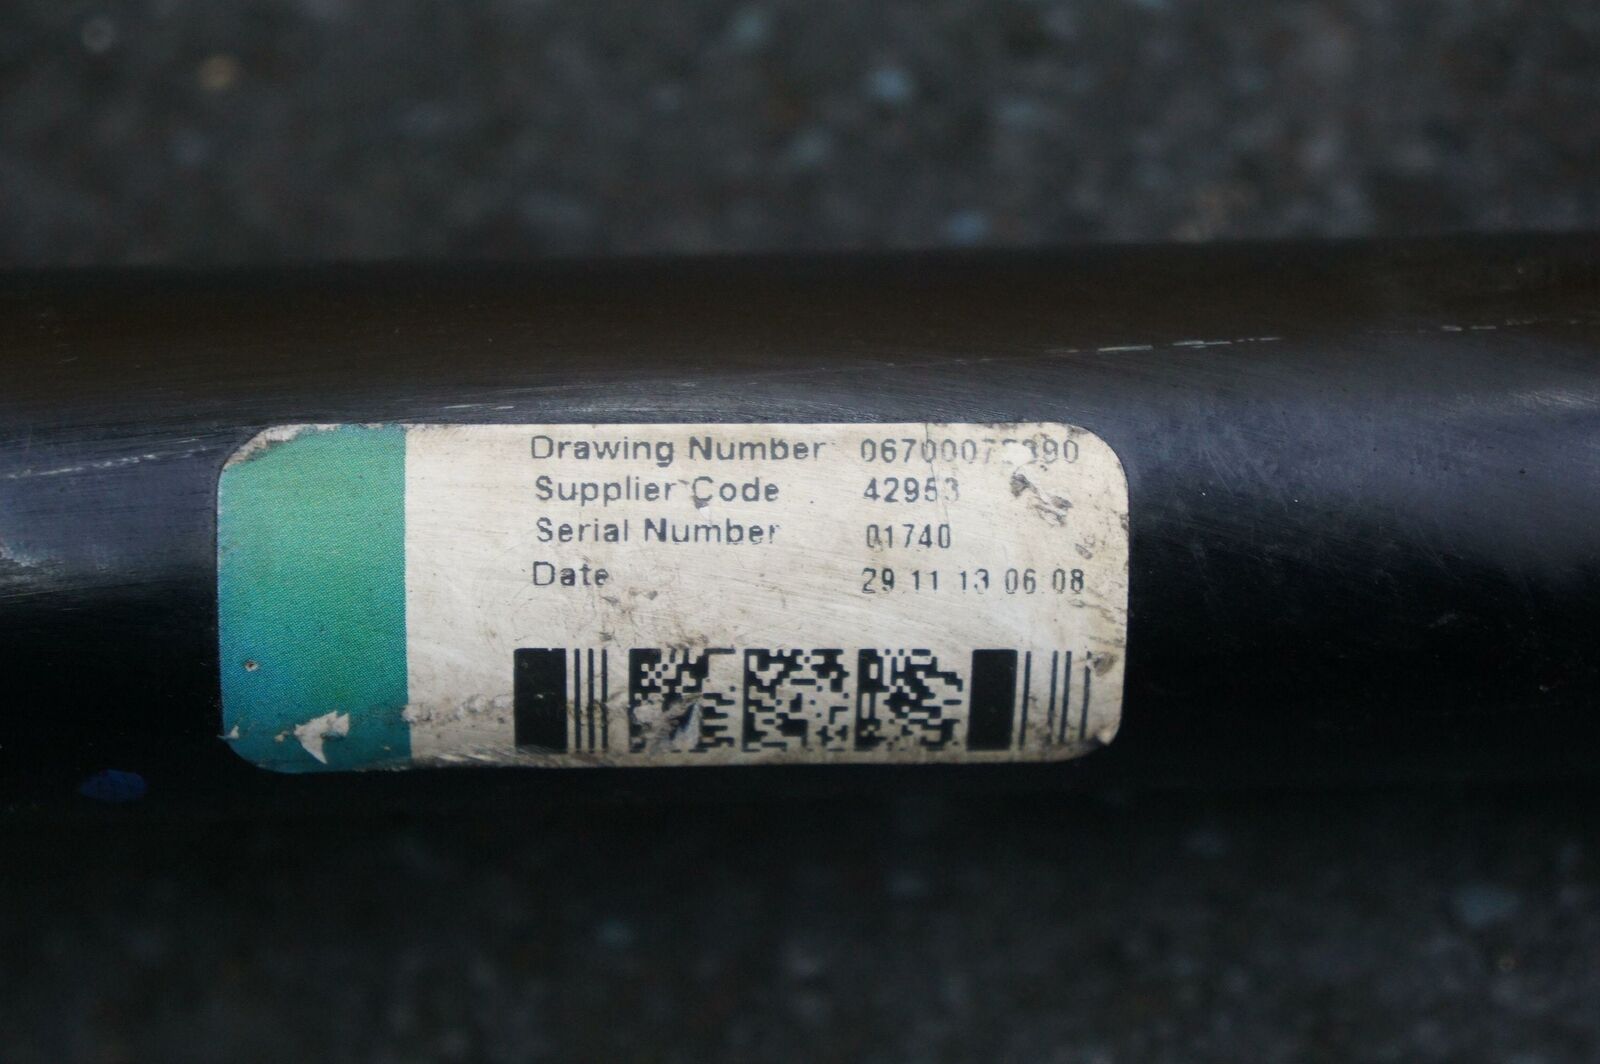 Drawing Number
Supplier Code 42953
Serial Number 01740
Date 29 11 13 06 08